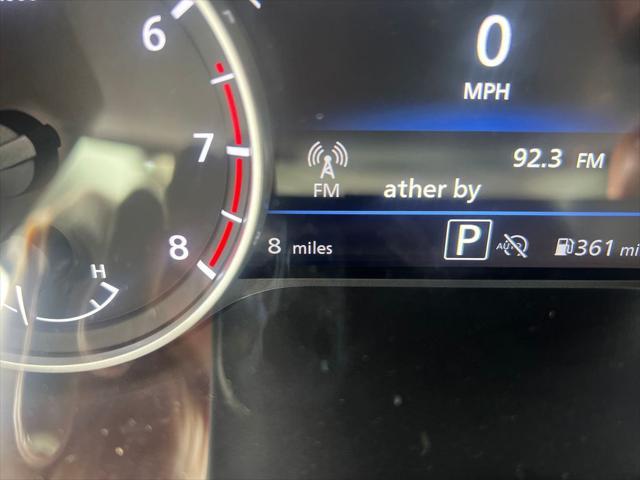 6
7
8
H
0
MPH
92.3 FM
FM
ather by
8 miles
P
AUTO
361 mi